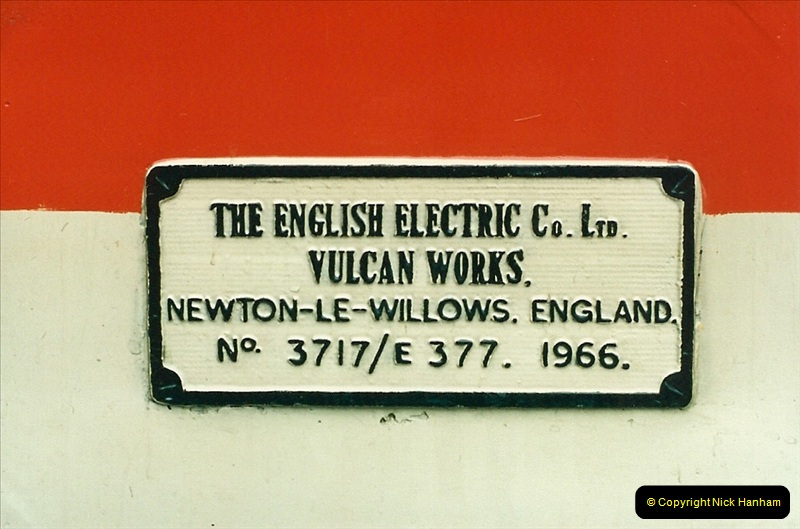 THE ENGLISH ELECTRIC Co. LTD.
VULCAN WORKS.
NEWTON-LE-WILLOWS. ENGLAND.
No. 3717/E 377. 1966.
© Copyright Nick Hanham